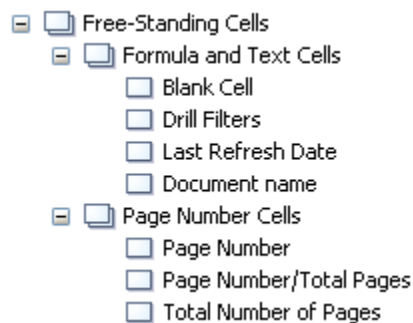 Free-Standing Cells
Formula and Text Cells
Blank Cell
Drill Filters
Last Refresh Date
Document name
Page Number Cells
Page Number
Page Number/Total Pages
Total Number of Pages